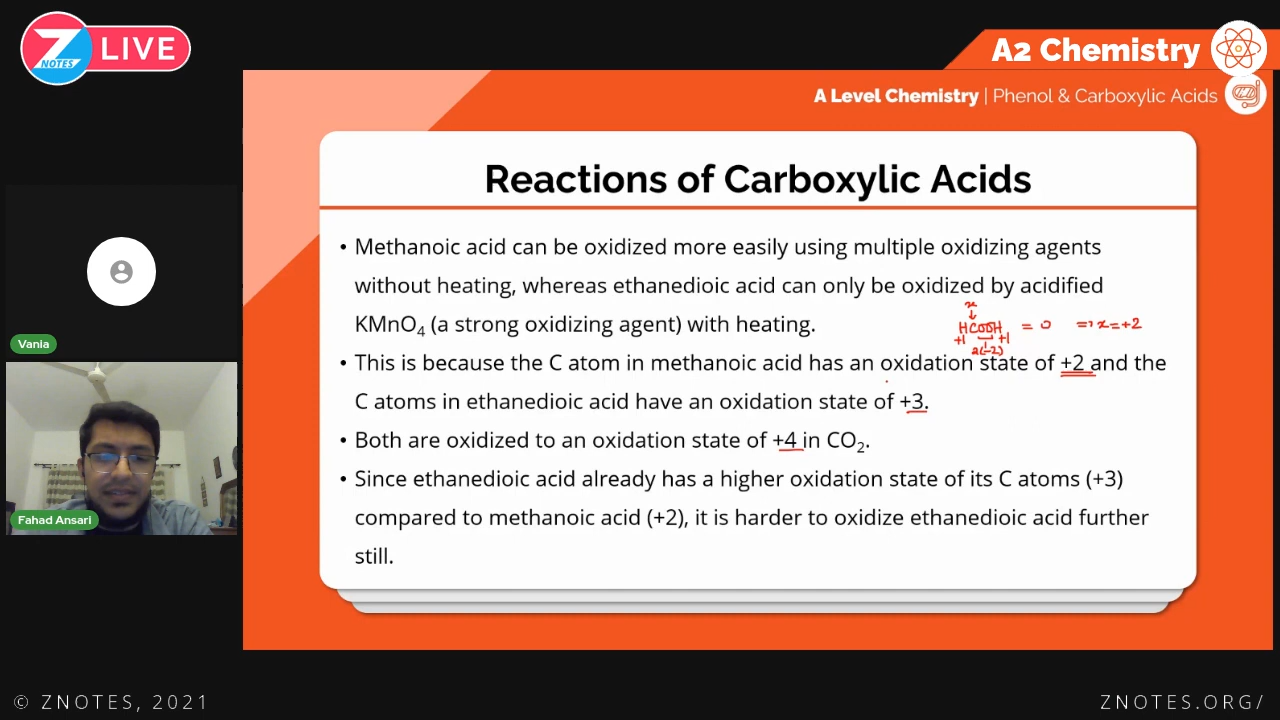 Z NOTES LIVE
A2 Chemistry
A Level Chemistry | Phenol & Carboxylic Acids
Reactions of Carboxylic Acids
• Methanoic acid can be oxidized more easily using multiple oxidizing agents
without heating, whereas ethanedioic acid can only be oxidized by acidified
KMnO₄ (a strong oxidizing agent) with heating.
x
↓
HCOOH = 0 => x = +2
+1 +1
2(-2)
• This is because the C atom in methanoic acid has an oxidation state of +2 and the
C atoms in ethanedioic acid have an oxidation state of +3.
• Both are oxidized to an oxidation state of +4 in CO₂.
• Since ethanedioic acid already has a higher oxidation state of its C atoms (+3)
compared to methanoic acid (+2), it is harder to oxidize ethanedioic acid further
still.
Vania
Fahad Ansari
© ZNOTES, 2021
ZNOTES.ORG/